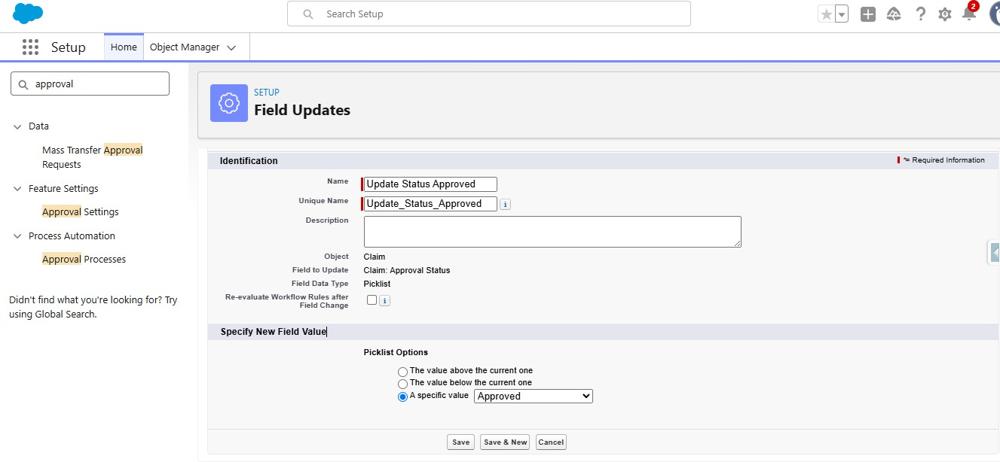 Search Setup
2
Setup
Home
Object Manager
approval
Data
Mass Transfer Approval
Requests
Feature Settings
Approval Settings
Process Automation
Approval Processes
Didn't find what you're looking for? Try
using Global Search.
SETUP
Field Updates
Identification
*= Required Information
Name
Update Status Approved
Unique Name
Update_Status_Approved
i
Description
Object
Claim
Field to Update
Claim: Approval Status
Field Data Type
Picklist
Re-evaluate Workflow Rules after
Field Change
i
Specify New Field Value
Picklist Options
The value above the current one
The value below the current one
A specific value
Approved
Save
Save & New
Cancel